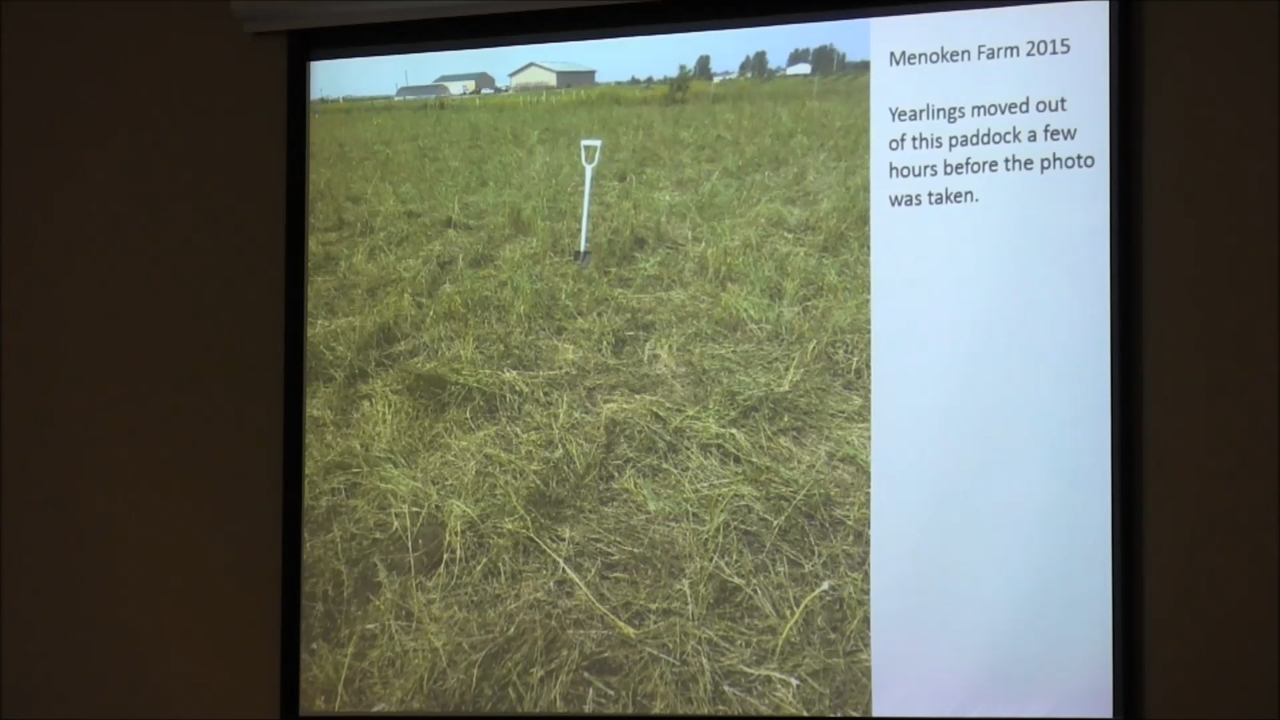 Menoken Farm 2015
Yearlings moved out
of this paddock a few
hours before the photo
was taken.